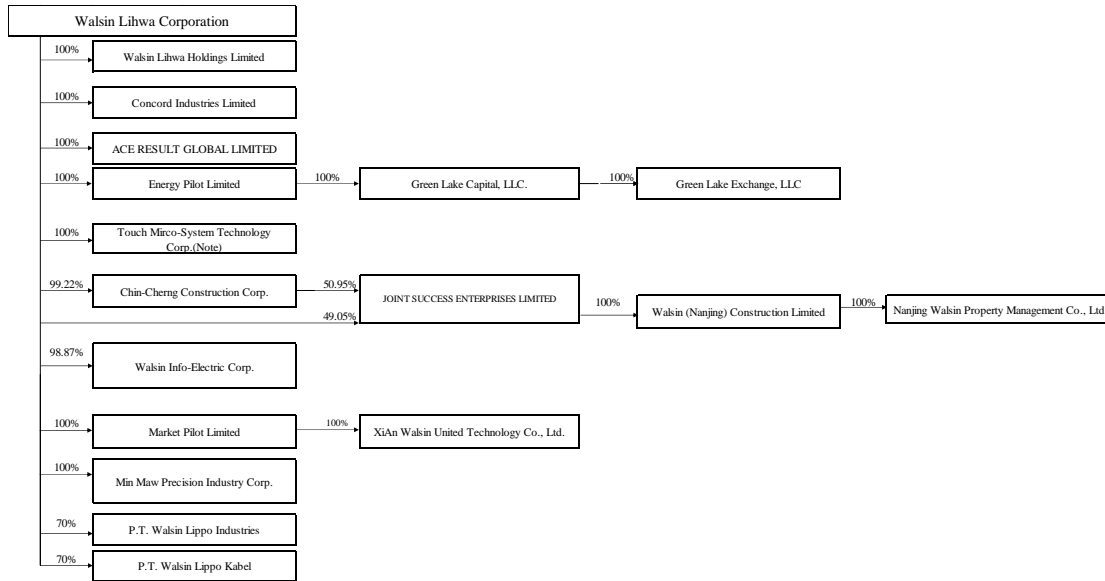 Walsin Lihwa Corporation
100%
Walsin Lihwa Holdings Limited
100%
Concord Industries Limited
100%
ACE RESULT GLOBAL LIMITED
100%
Energy Pilot Limited
100%
Green Lake Capital, LLC.
100%
Green Lake Exchange, LLC
100%
Touch Mirco-System Technology
Corp.(Note)
99.22%
Chin-Cherng Construction Corp.
50.95%
49.05%
JOINT SUCCESS ENTERPRISES LIMITED
100%
Walsin (Nanjing) Construction Limited
100%
Nanjing Walsin Property Management Co., Ltd
98.87%
Walsin Info-Electric Corp.
100%
Market Pilot Limited
100%
XiAn Walsin United Technology Co., Ltd.
100%
Min Maw Precision Industry Corp.
70%
P.T. Walsin Lippo Industries
70%
P.T. Walsin Lippo Kabel